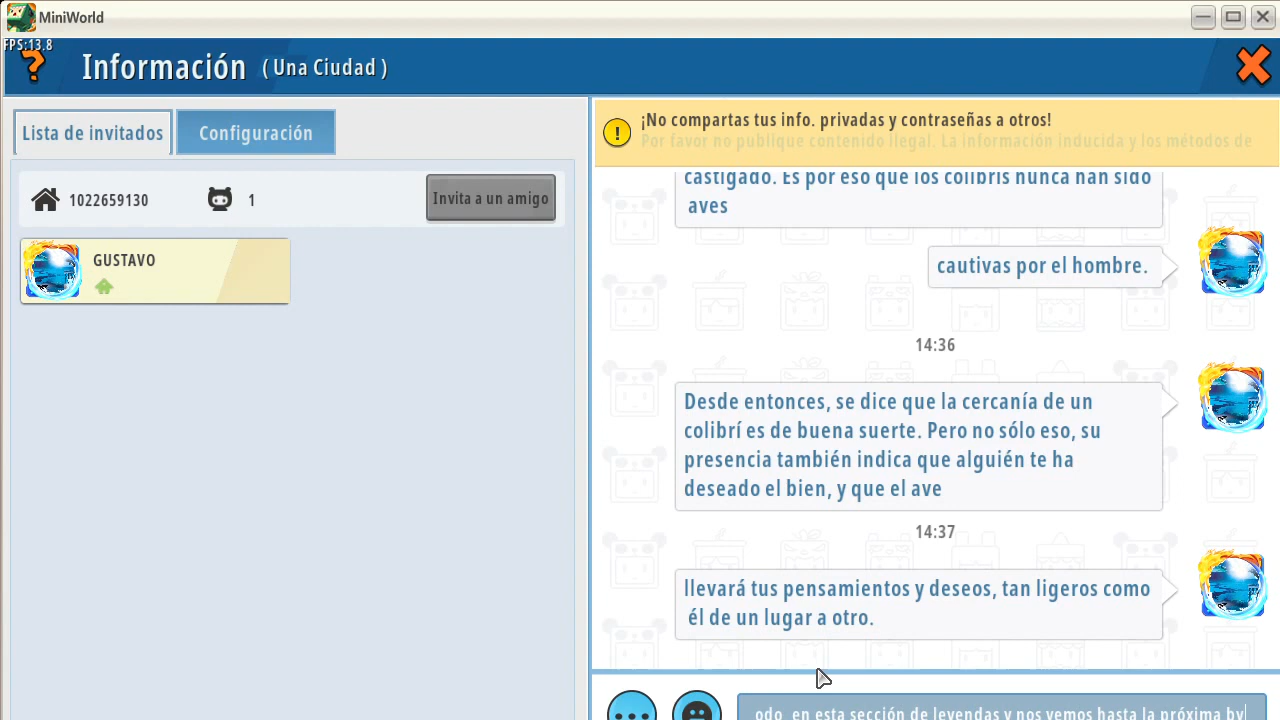 MiniWorld
FPS:13.8
?
Información ( Una Ciudad )
Lista de invitados
Configuración
1022659130
1
Invita a un amigo
GUSTAVO
¡No compartas tus info. privadas y contraseñas a otros!
Por favor no publique contenido ilegal. La información inducida y los métodos de
castigado. Es por eso que los colibrís nunca han sido
aves
cautivas por el hombre.
14:36
Desde entonces, se dice que la cercanía de un
colibrí es de buena suerte. Pero no sólo eso, su
presencia también indica que alguién te ha
deseado el bien, y que el ave
14:37
llevará tus pensamientos y deseos, tan ligeros como
él de un lugar a otro.
odo en esta sección de leyendas y nos vemos hasta la próxima by